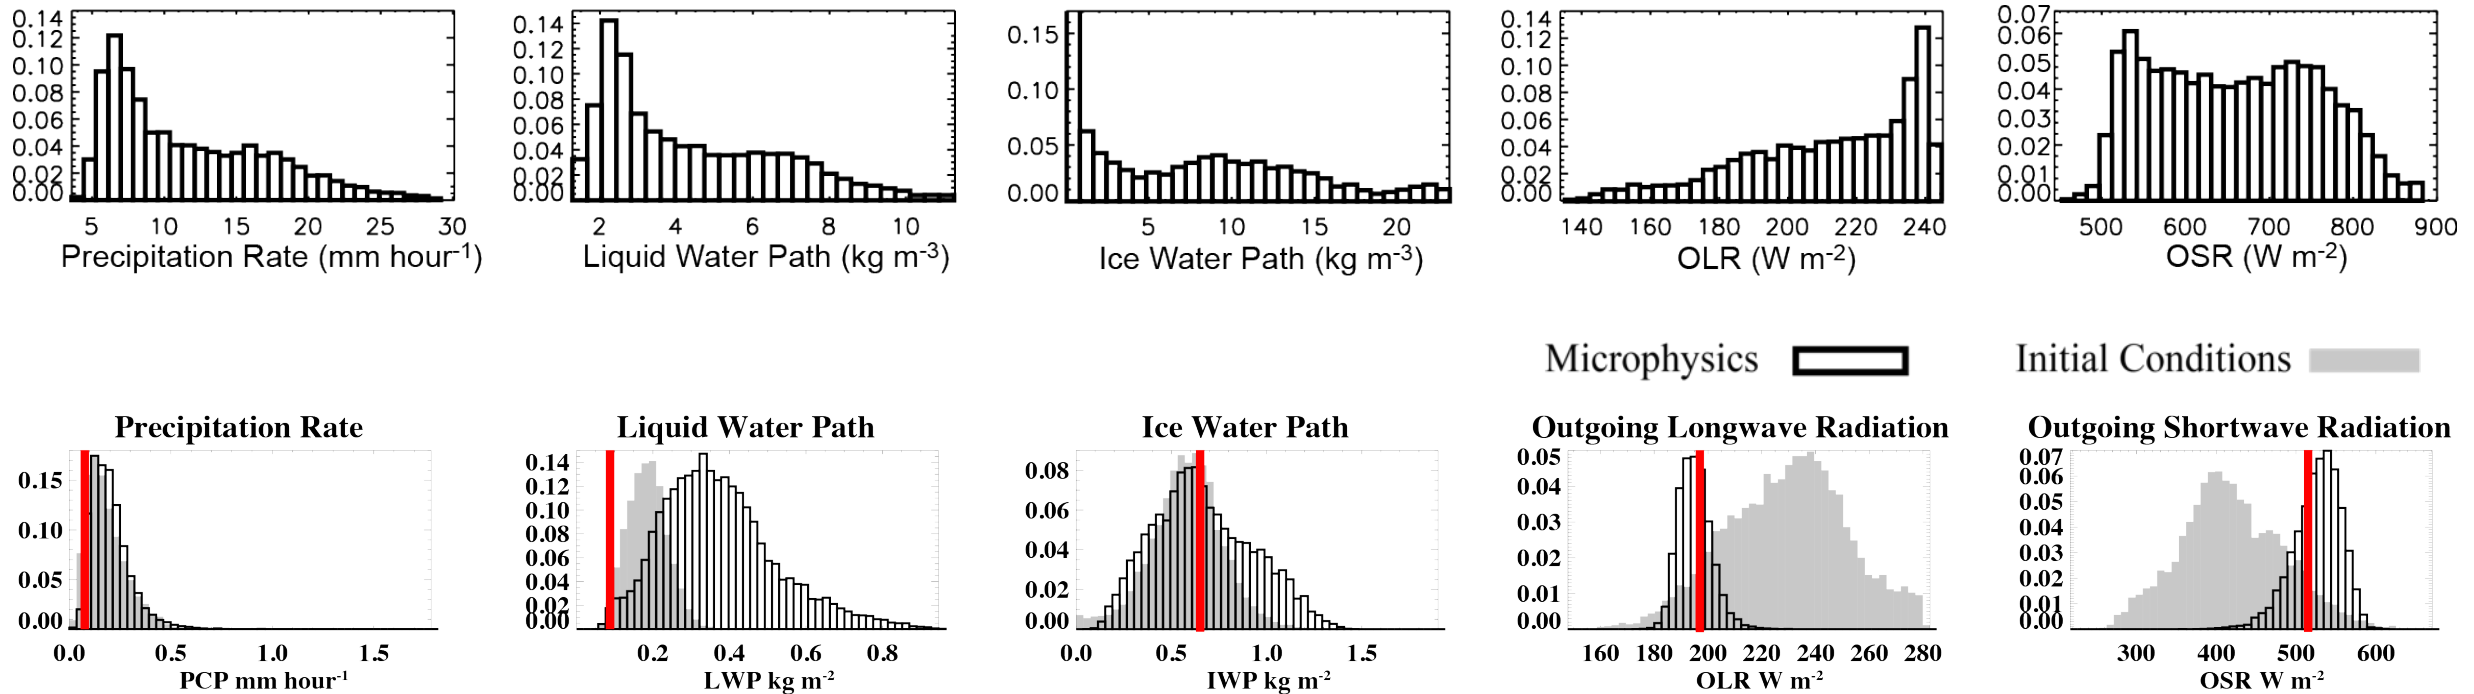 0.14
0.12
0.10
0.08
0.06
0.04
0.02
0.00
5 10 15 20 25 30
Precipitation Rate (mm hour-1)
0.14
0.12
0.10
0.08
0.06
0.04
0.02
0.00
2 4 6 8 10
Liquid Water Path (kg m-3)
0.15
0.10
0.05
0.00
5 10 15 20
Ice Water Path (kg m-3)
0.14
0.12
0.10
0.08
0.06
0.04
0.02
0.00
140 160 180 200 220 240
OLR (W m-2)
0.07
0.06
0.05
0.04
0.03
0.02
0.01
0.00
500 600 700 800 900
OSR (W m-2)
Microphysics
Initial Conditions
Precipitation Rate
0.15
0.10
0.05
0.00
0.0 0.5 1.0 1.5
PCP mm hour-1
Liquid Water Path
0.14
0.12
0.10
0.08
0.06
0.04
0.02
0.00
0.2 0.4 0.6 0.8
LWP kg m-2
Ice Water Path
0.08
0.06
0.04
0.02
0.00
0.0 0.5 1.0 1.5
IWP kg m-2
Outgoing Longwave Radiation
0.05
0.04
0.03
0.02
0.01
0.00
160 180 200 220 240 260 280
OLR W m-2
Outgoing Shortwave Radiation
0.07
0.06
0.05
0.04
0.03
0.02
0.01
0.00
300 400 500 600
OSR W m-2